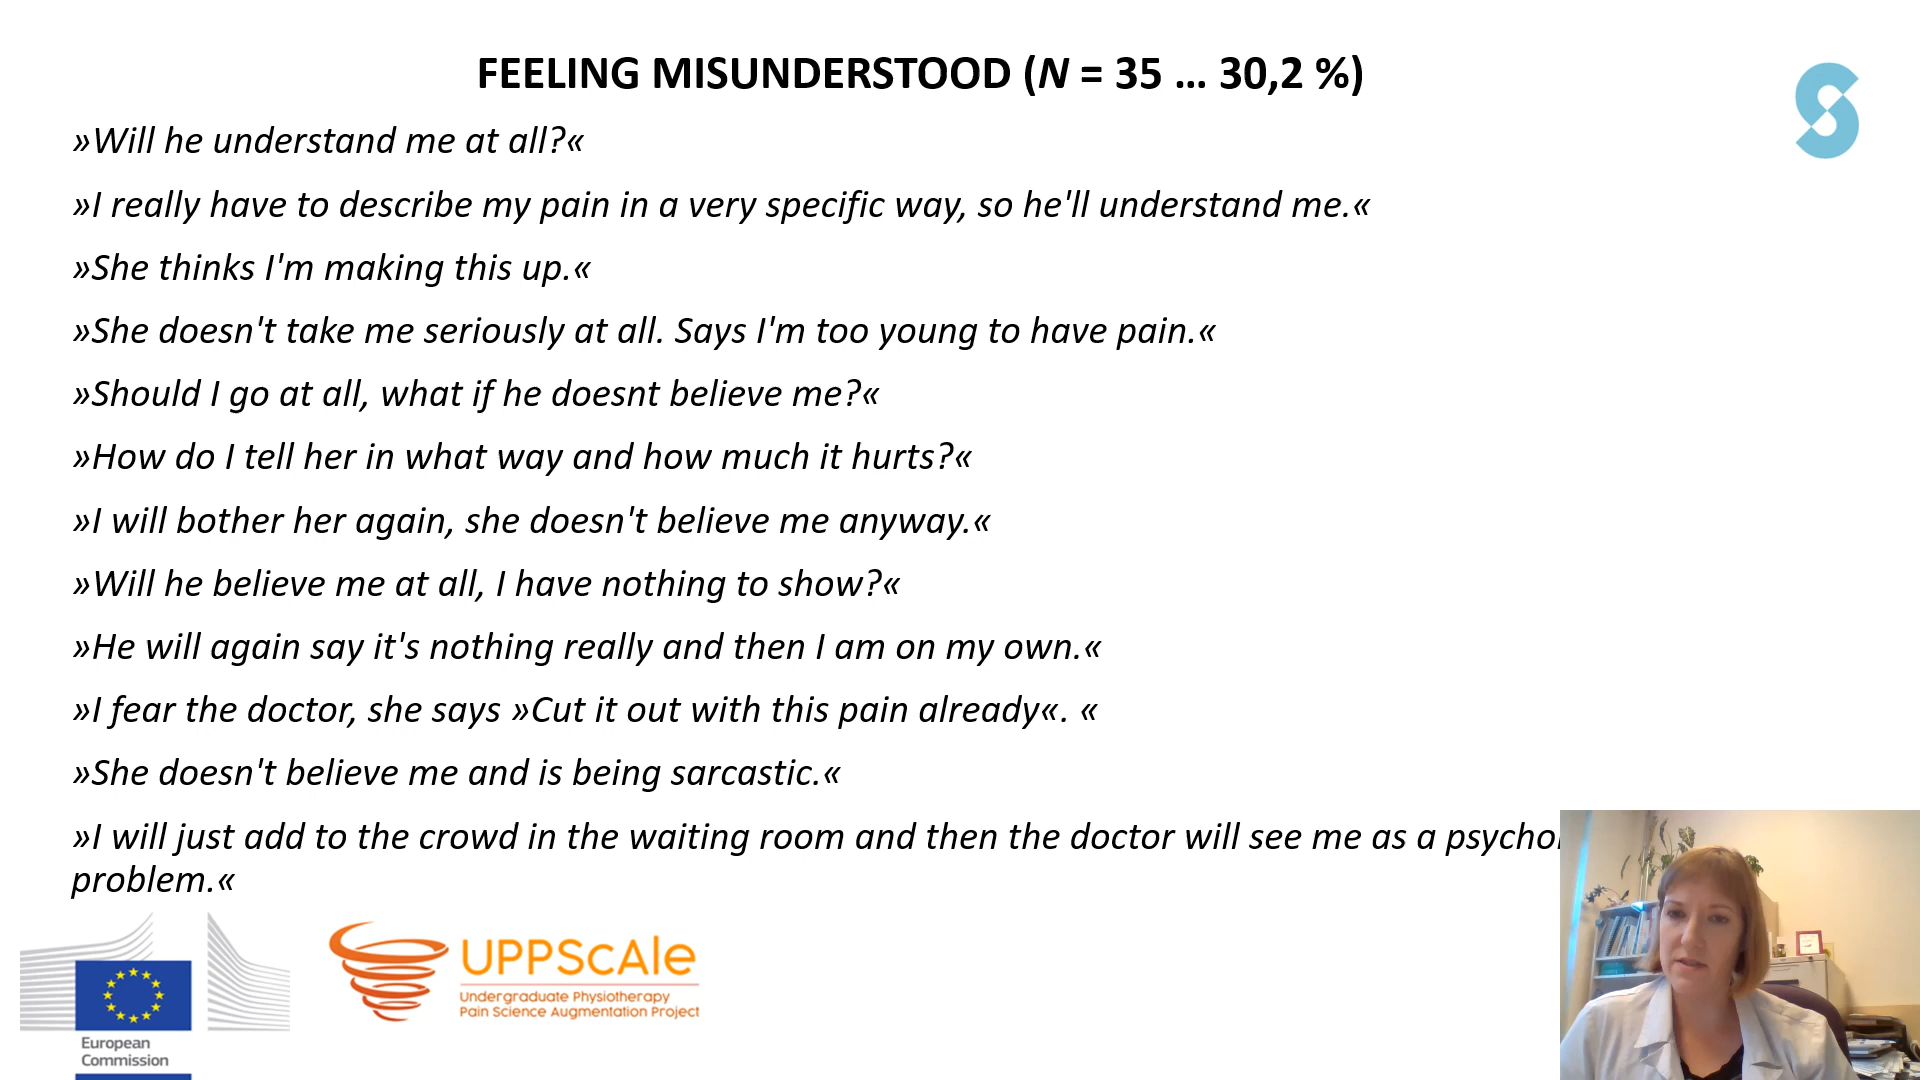 FEELING MISUNDERSTOOD (N = 35 ... 30,2 %)
»Will he understand me at all?«
»I really have to describe my pain in a very specific way, so he'll understand me.«
»She thinks I'm making this up.«
»She doesn't take me seriously at all. Says I'm too young to have pain.«
»Should I go at all, what if he doesnt believe me?«
»How do I tell her in what way and how much it hurts?«
»I will bother her again, she doesn't believe me anyway.«
»Will he believe me at all, I have nothing to show?«
»He will again say it's nothing really and then I am on my own.«
»I fear the doctor, she says »Cut it out with this pain already«. «
»She doesn't believe me and is being sarcastic.«
»I will just add to the crowd in the waiting room and then the doctor will see me as a
problem.«
UPPScAle
Undergraduate Physiotherapy
Pain Science Augmentation Project
European
Commission